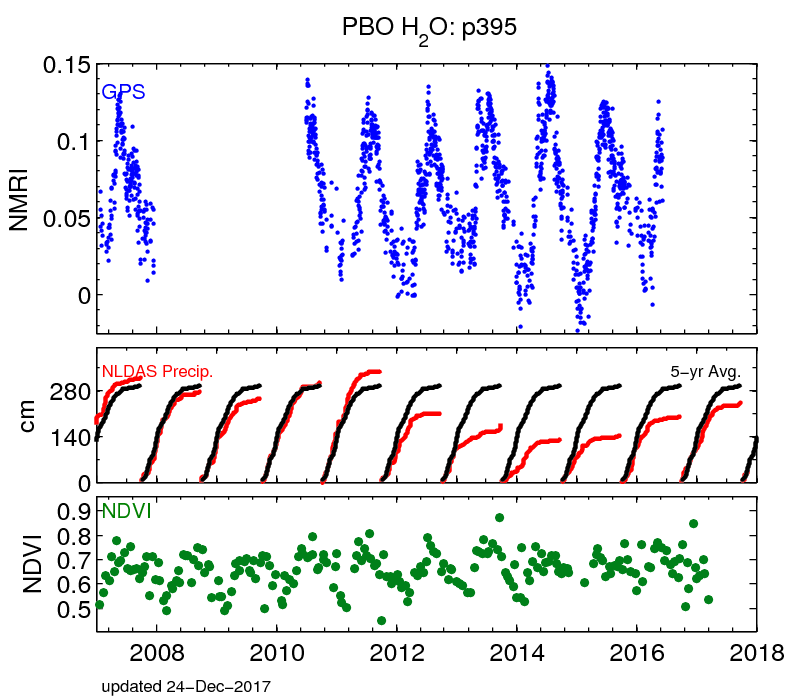 PBO H2O: p395
0.15
GPS
0.1
NMRI
0.05
0
NLDAS Precip.
5-yr Avg.
280
cm
140
0
0.9
NDVI
0.8
0.7
NDVI
0.6
0.5
2008 2010 2012 2014 2016 2018
updated 24-Dec-2017